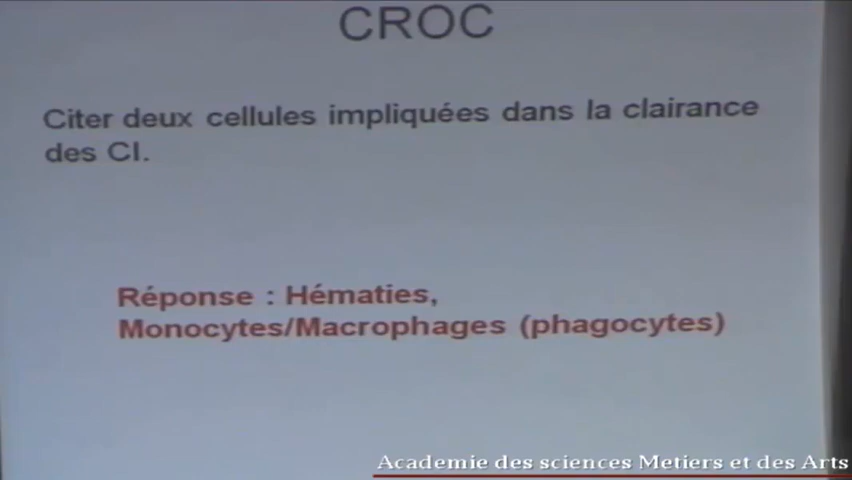 CROC
Citer deux cellules impliquées dans la clairance
des CI.
Réponse : Hématies,
Monocytes/Macrophages (phagocytes)
Academie des sciences Metiers et des Arts